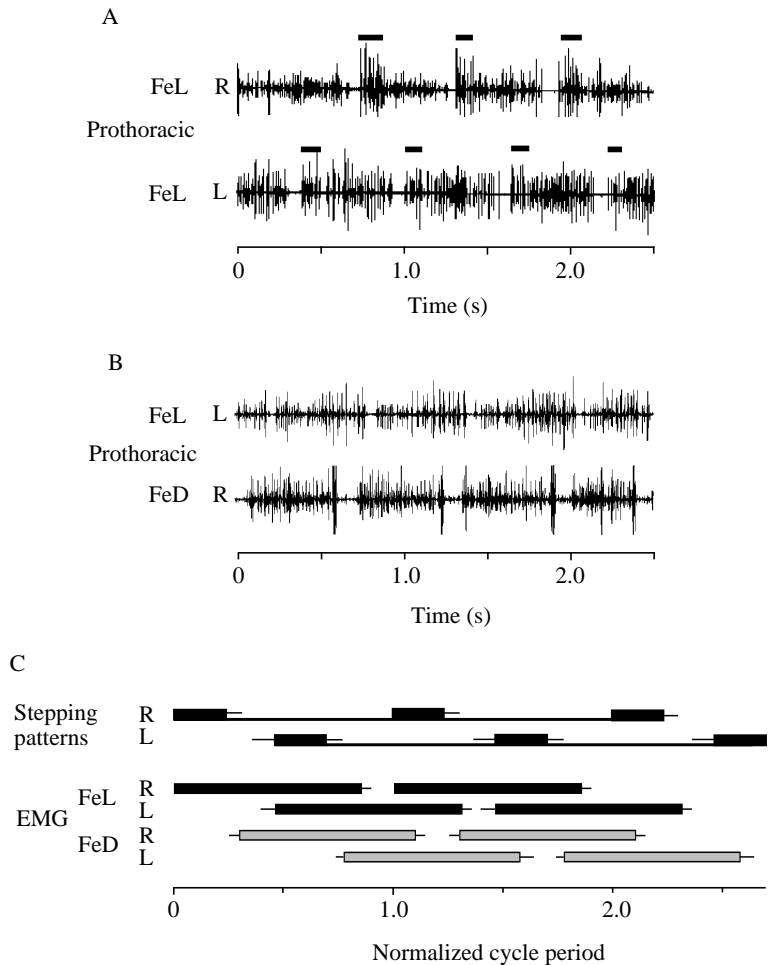 A
FeL R
Prothoracic
FeL L
0 1.0 2.0
Time (s)
B
FeL L
Prothoracic
FeD R
0 1.0 2.0
Time (s)
C
Stepping R
patterns L
FeL R
L
EMG
FeD R
L
0 1.0 2.0
Normalized cycle period